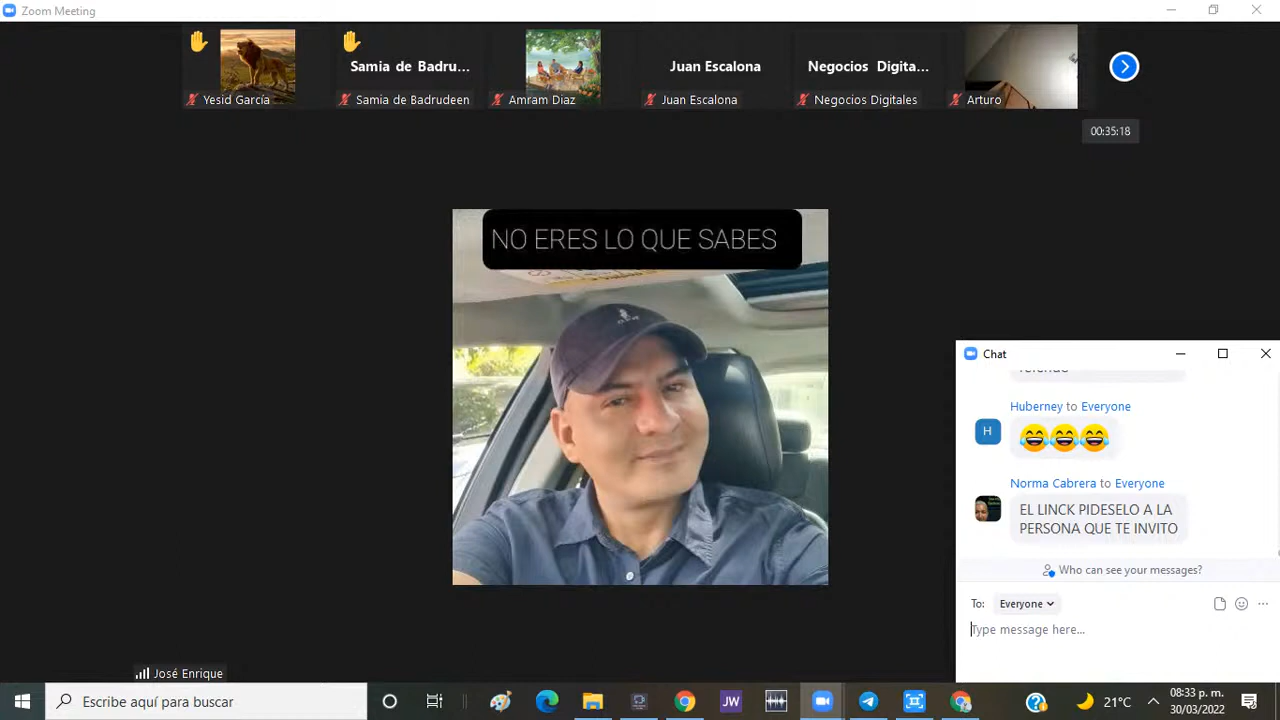 Zoom Meeting
Samia de Badru...
Juan Escalona
Negocios Digita...
Yesid García
Samia de Badrudeen
Amram Diaz
Juan Escalona
Negocios Digitales
Arturo
00:35:18
NO ERES LO QUE SABES
Chat
Huberney to Everyone
H
Norma Cabrera to Everyone
EL LINCK PIDESELO A LA
PERSONA QUE TE INVITO
Who can see your messages?
To: Everyone
Type message here...
José Enrique
Escribe aquí para buscar
JW
21°C
08:33 p. m.
30/03/2022